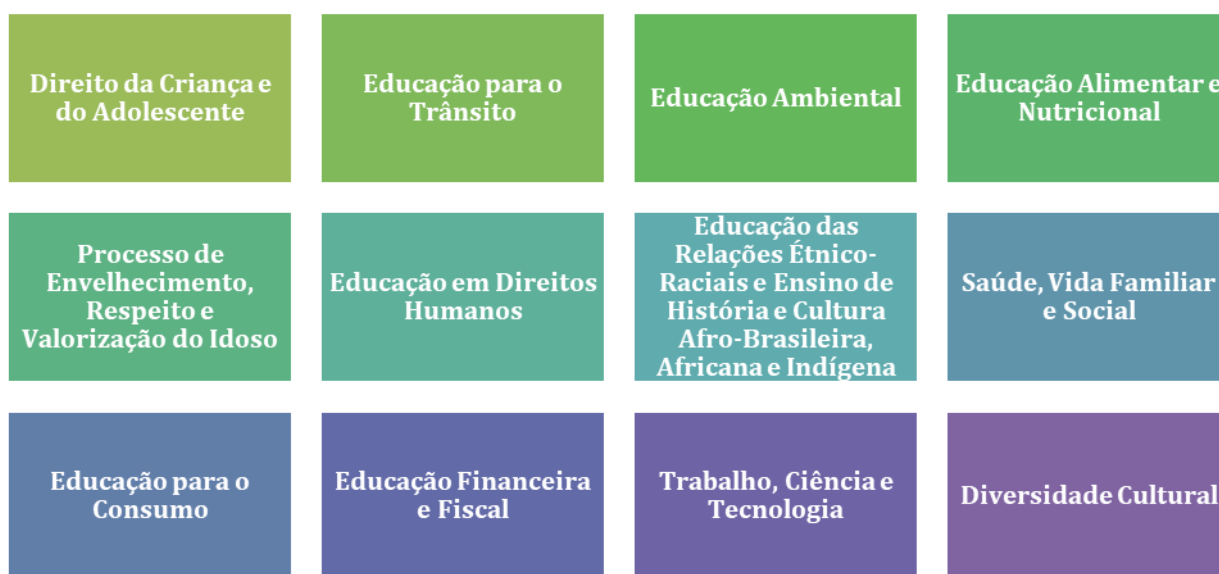 Direito da Criança e
do Adolescente
Educação para o
Trânsito
Educação Ambiental
Educação Alimentar e
Nutricional
Processo de
Envelhecimento,
Respeito e
Valorização do Idoso
Educação em Direitos
Humanos
Educação das
Relações Étnico-
Raciais e Ensino de
História e Cultura
Afro-Brasileira,
Africana e Indígena
Saúde, Vida Familiar
e Social
Educação para o
Consumo
Educação Financeira
e Fiscal
Trabalho, Ciência e
Tecnologia
Diversidade Cultural